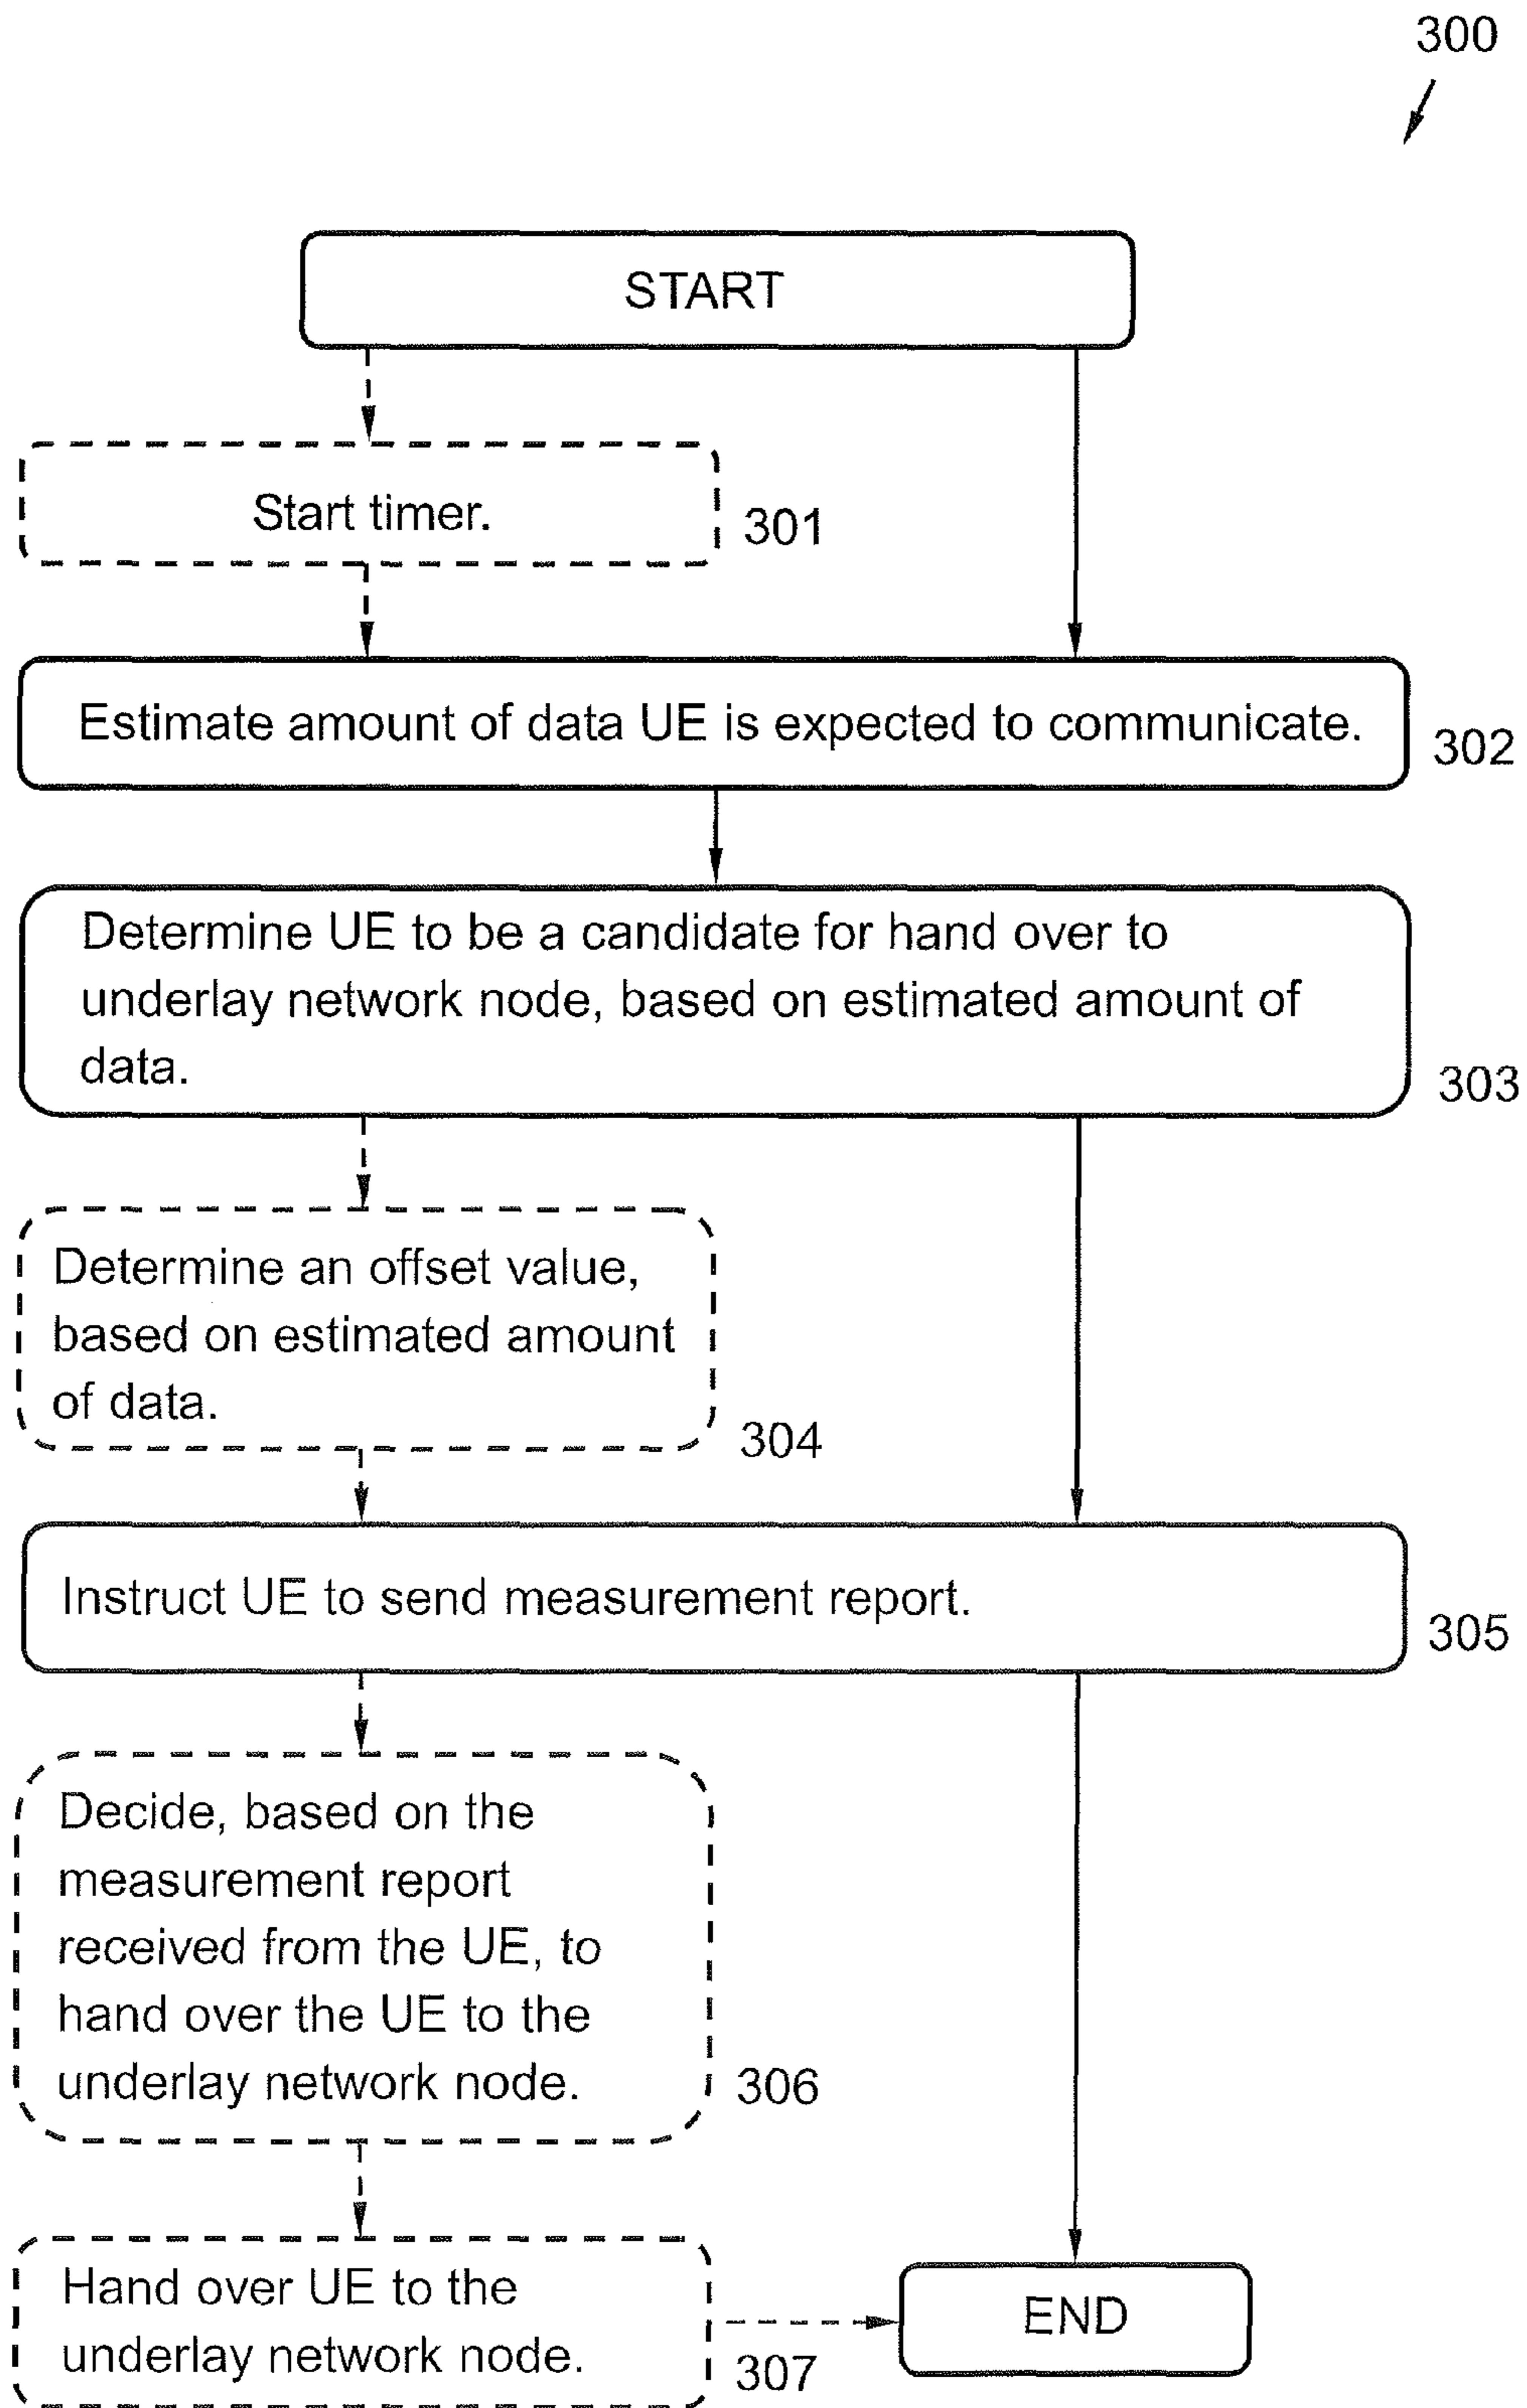 300
START
Start timer.
301
Estimate amount of data UE is expected to communicate.
302
Determine UE to be a candidate for hand over to
underlay network node, based on estimated amount of
data.
303
Determine an offset value,
based on estimated amount
of data.
304
Instruct UE to send measurement report.
305
Decide, based on the
measurement report
received from the UE, to
hand over the UE to the
underlay network node.
306
Hand over UE to the
underlay network node.
307
END